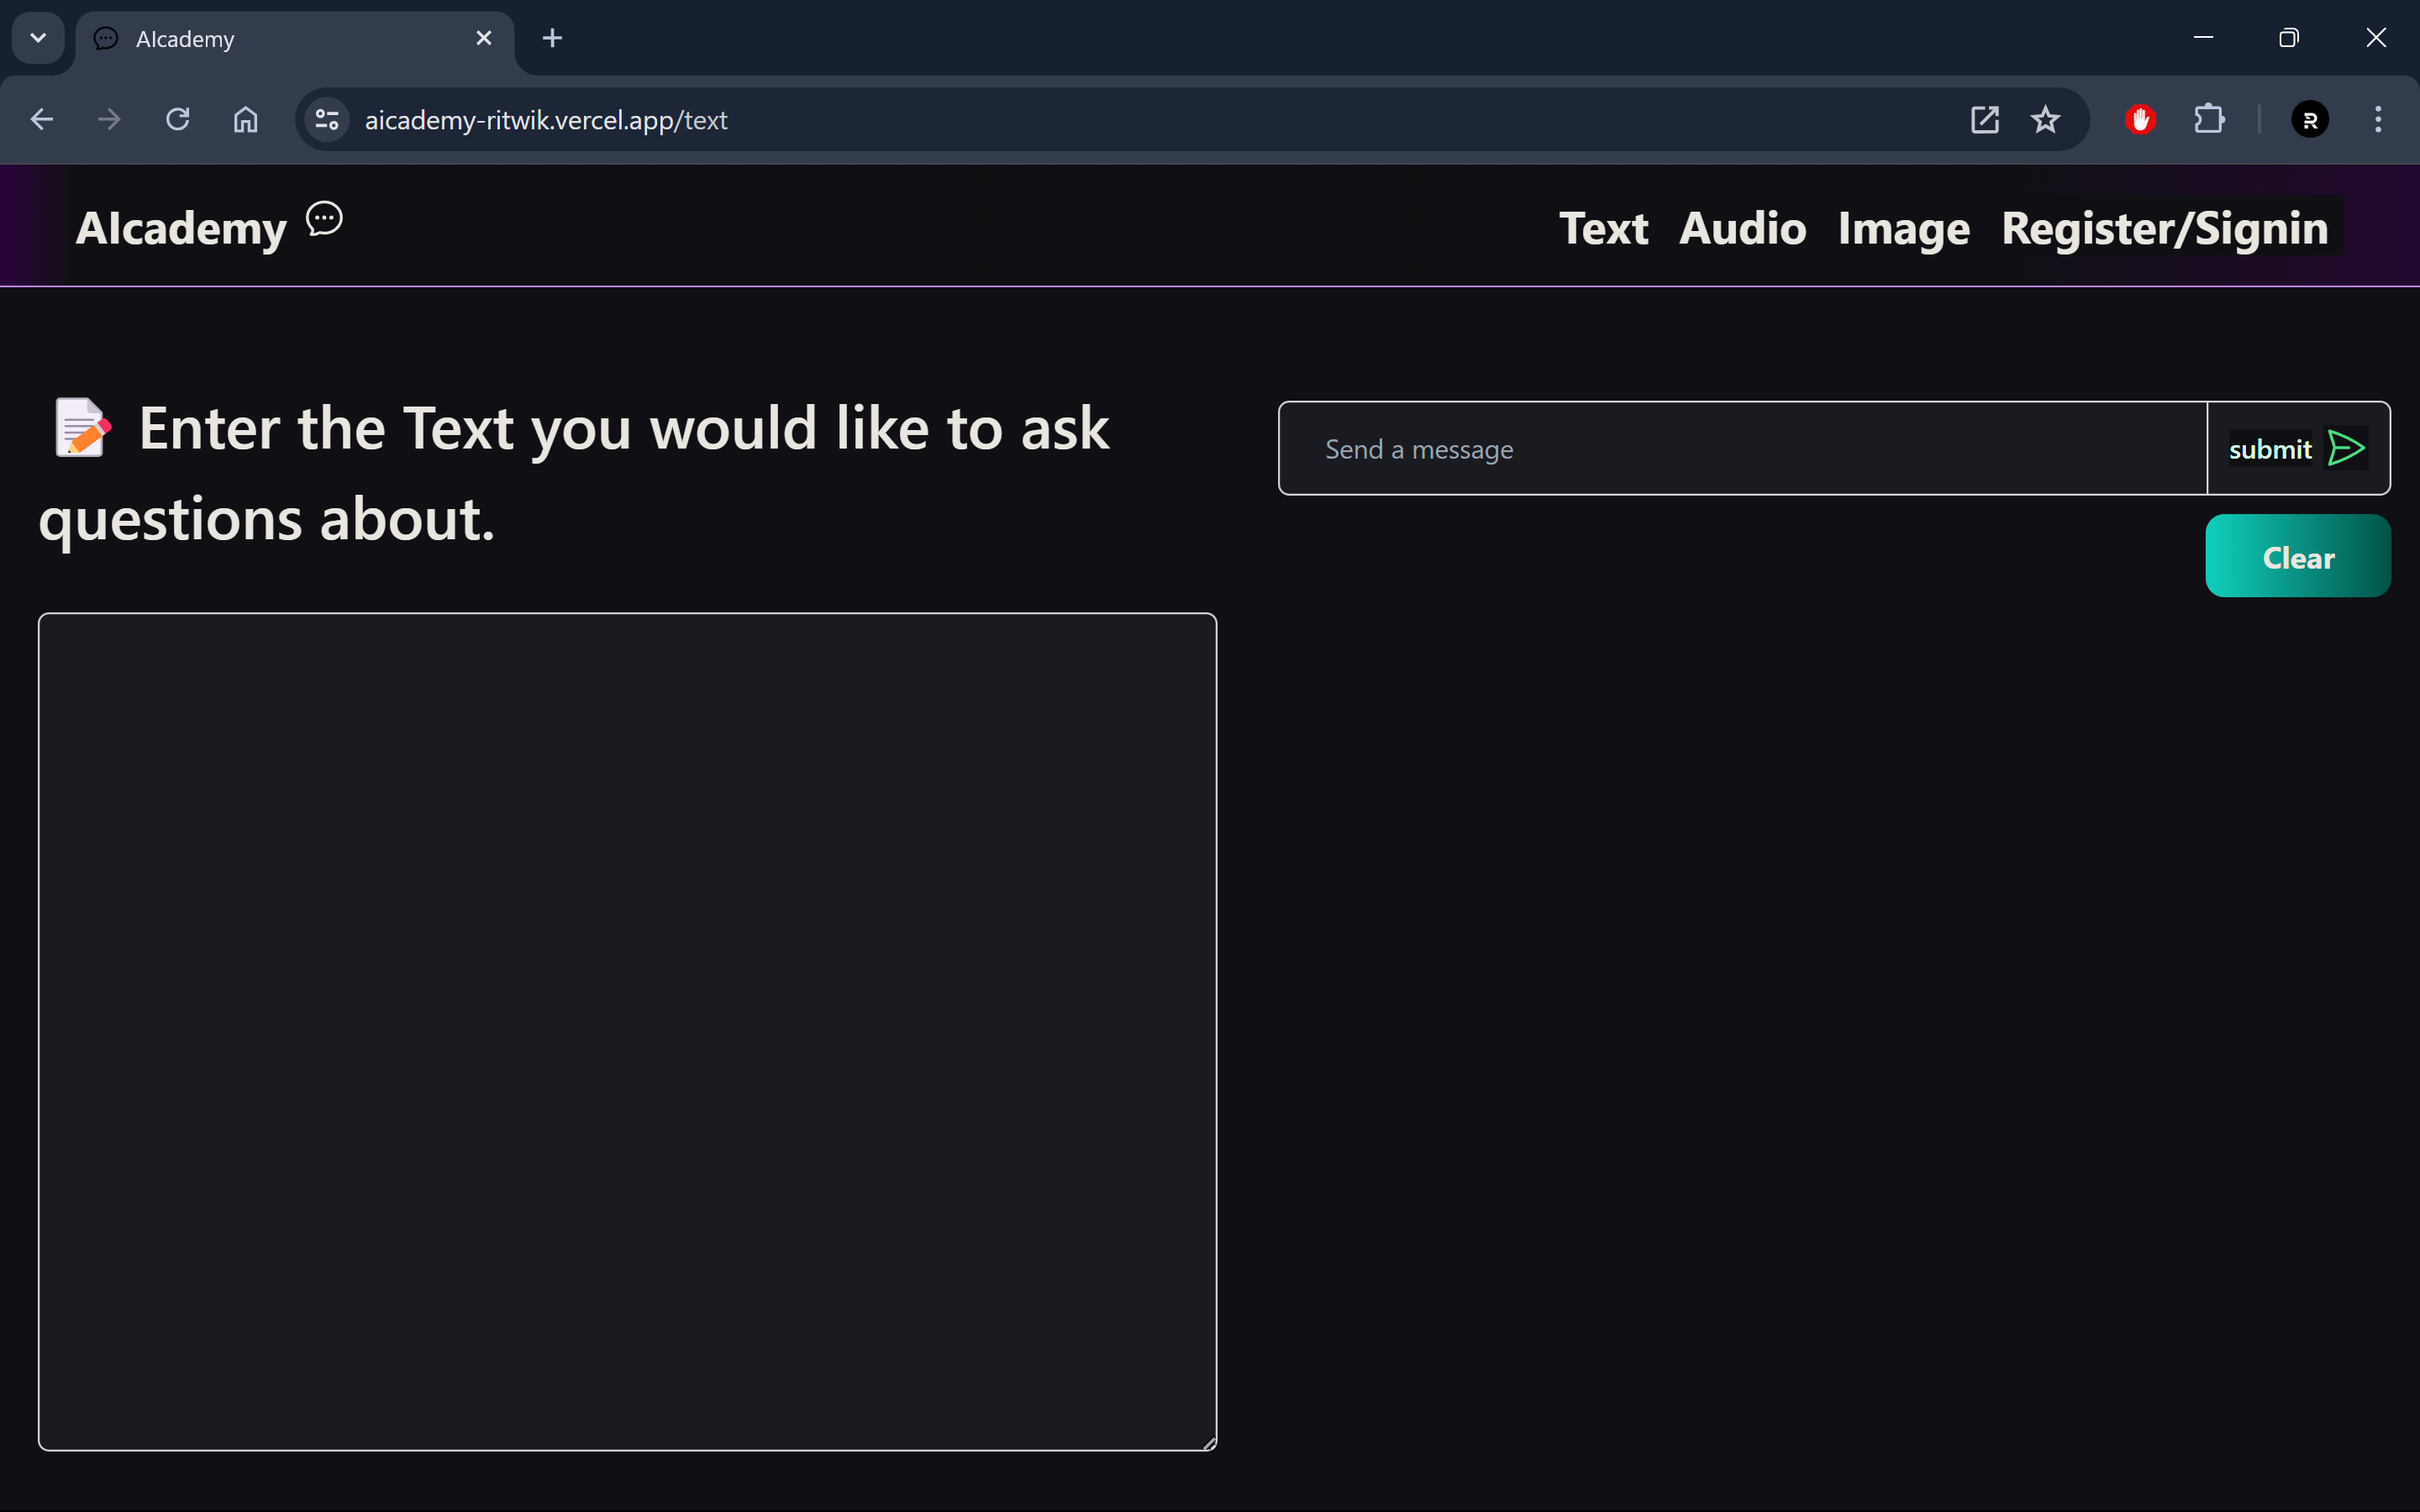 AIcademy
aicademy-ritwik.vercel.app/text
AIcademy
Text Audio Image Register/Signin
Enter the Text you would like to ask
questions about.
Send a message
submit
Clear